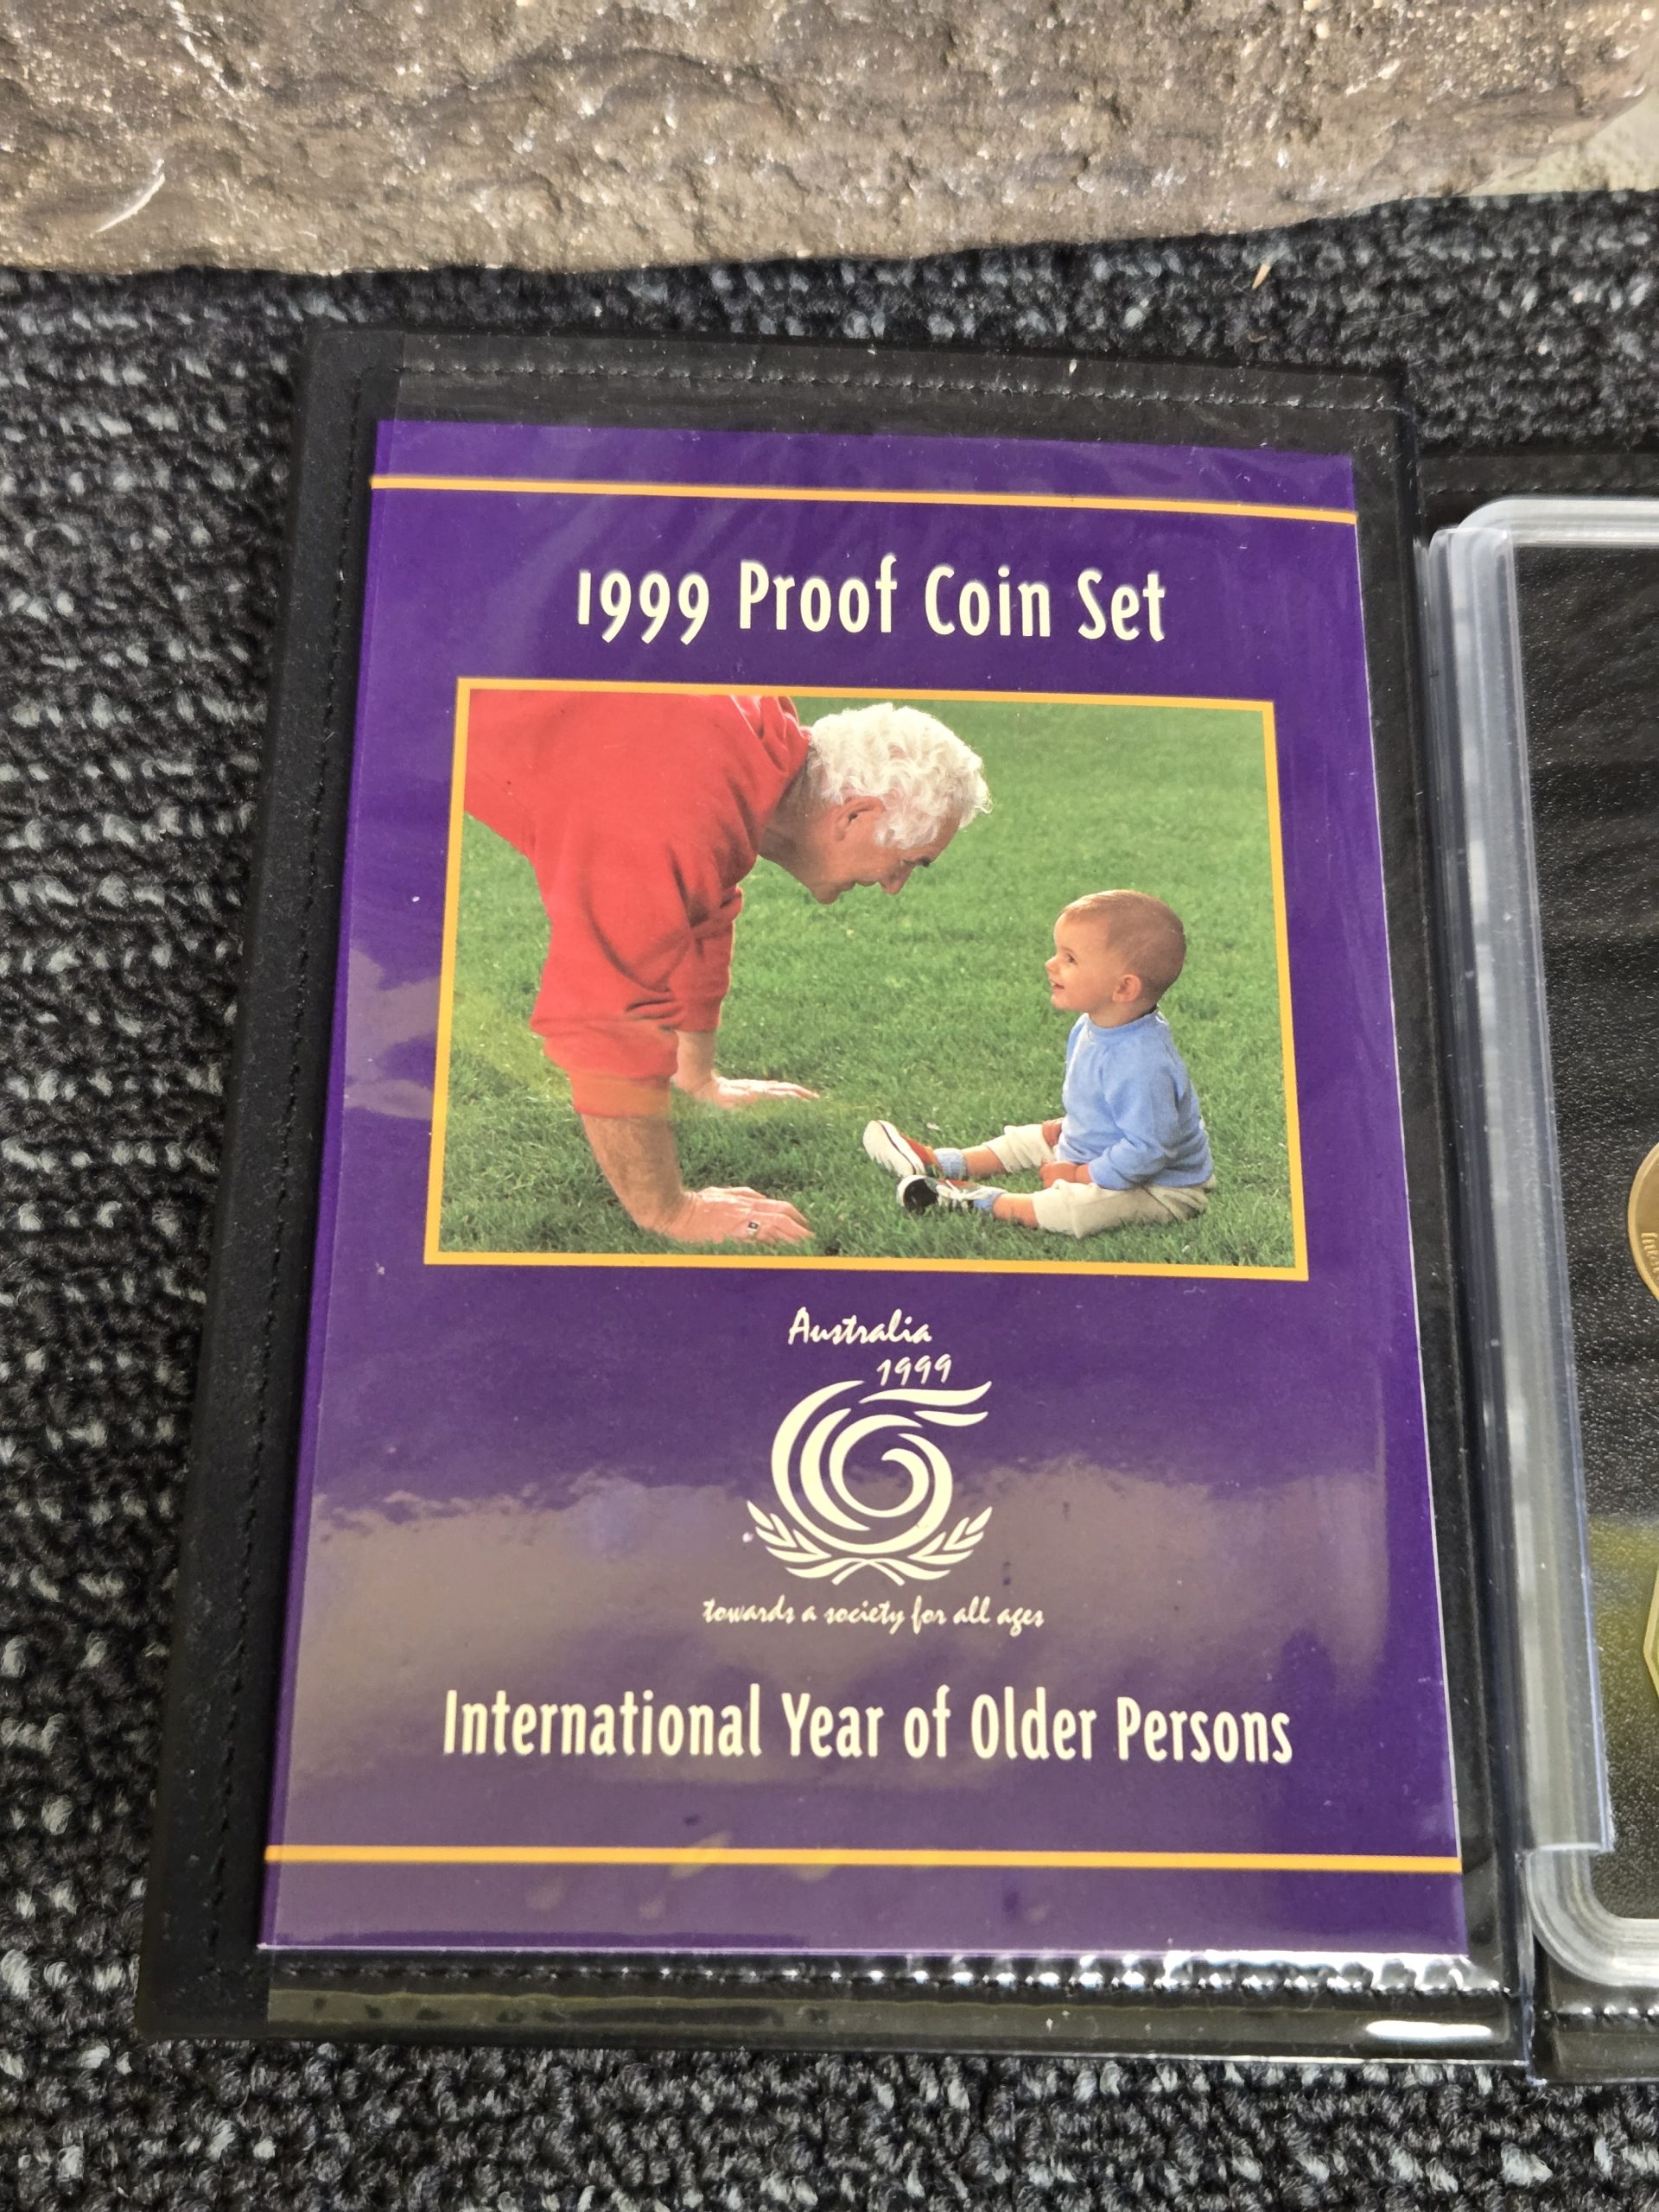 1999 Proof Coin Set
Australia
1999
towards a society for all ages
International Year of Older Persons